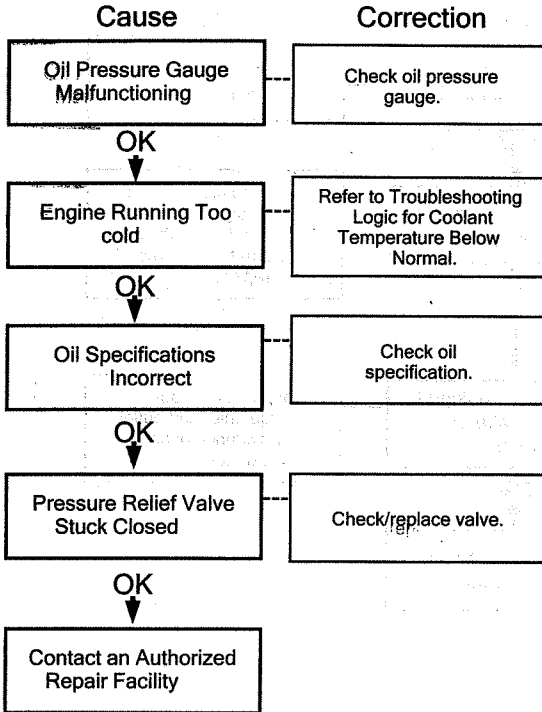 Cause
Correction
Oil Pressure Gauge
Malfunctioning
Check oil pressure
gauge.
OK
Engine Running Too
cold
Refer to Troubleshooting
Logic for Coolant
Temperature Below
Normal.
OK
Oil Specifications
Incorrect
Check oil
specification.
OK
Pressure Relief Valve
Stuck Closed
Check/replace valve.
OK
Contact an Authorized
Repair Facility